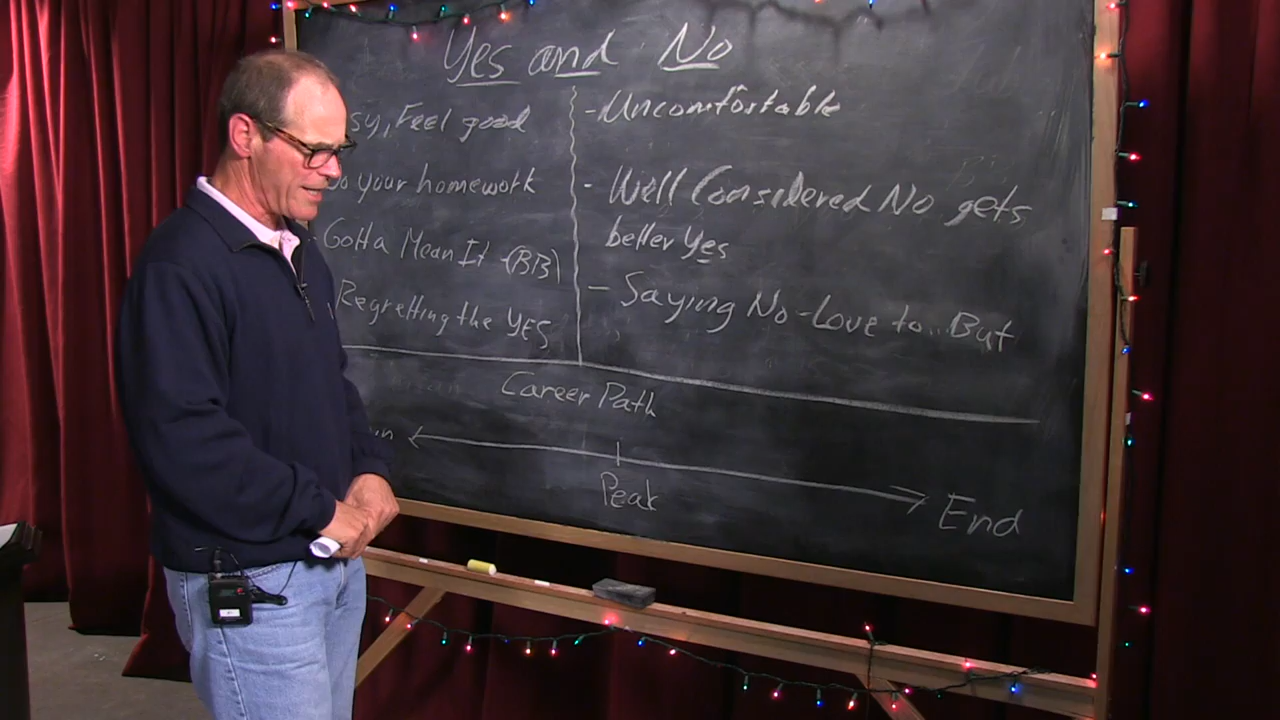 Yes and No
sy, Feel good
your homework
- Gotta Mean It - (BB)
Regretting the YES
- Uncomfortable
- Well Considered No gets
better Yes
- Saying No - Love to.. But
Career Path
Peak
End